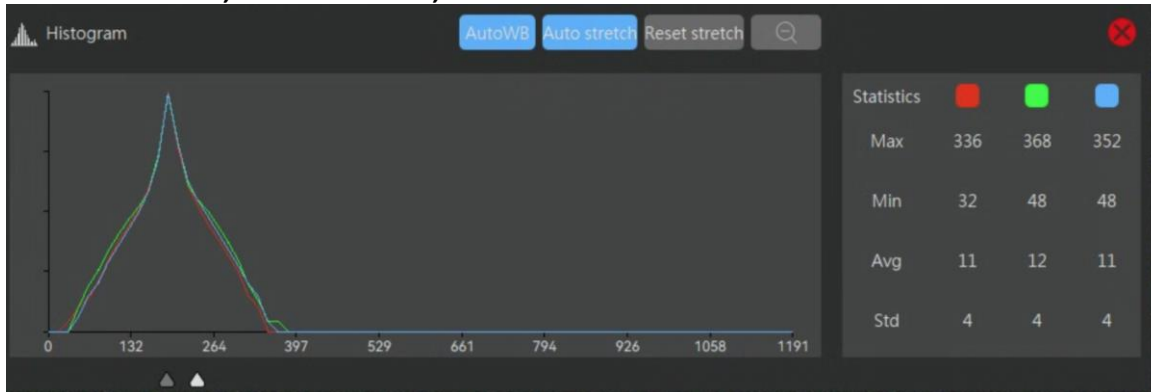 Histogram
AutoWB
Auto stretch
Reset stretch
0 132 264 397 529 661 794 926 1058 1191
Statistics
Max 336 368 352
Min 32 48 48
Avg 11 12 11
Std 4 4 4